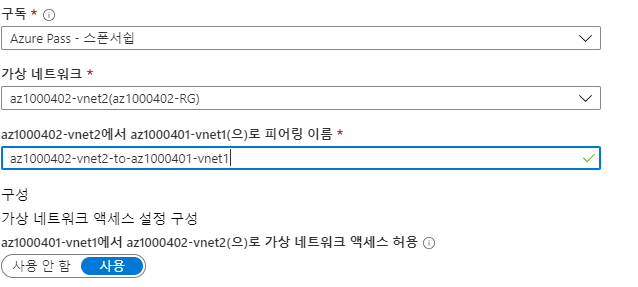 구독 *
Azure Pass - 스폰서쉽
가상 네트워크 *
az1000402-vnet2(az1000402-RG)
az1000402-vnet2에서 az1000401-vnet1(으)로 피어링 이름 *
az1000402-vnet2-to-az1000401-vnet1
구성
가상 네트워크 액세스 설정 구성
az1000401-vnet1에서 az1000402-vnet2(으)로 가상 네트워크 액세스 허용
사용 안 함 사용